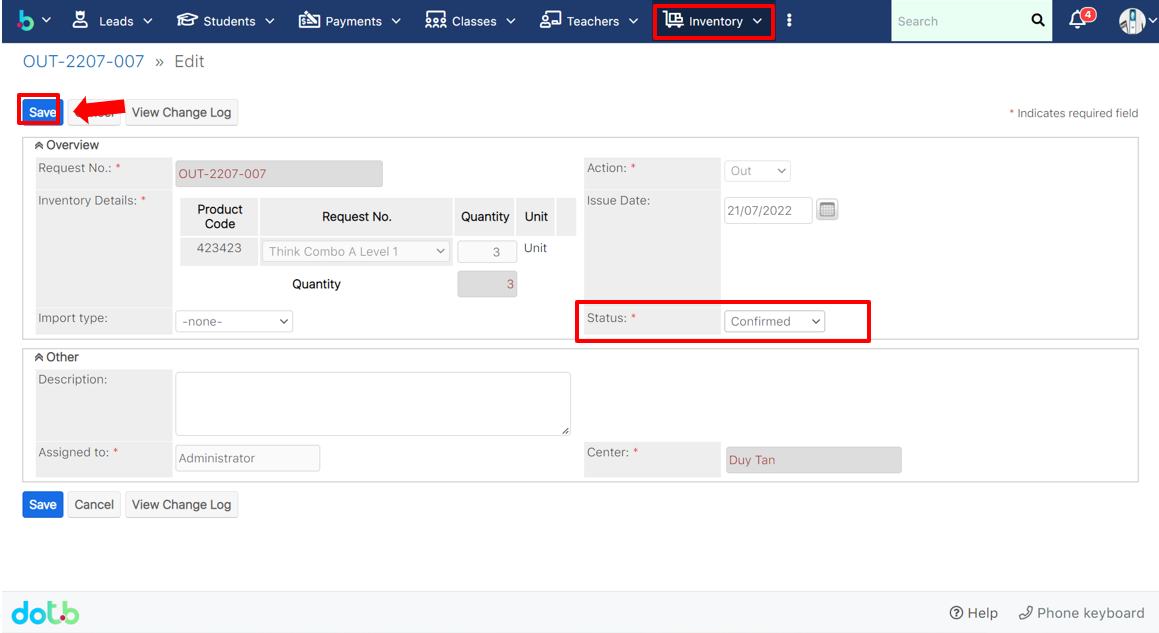 Leads Students Payments Classes Teachers Inventory Search 4
OUT-2207-007 » Edit
Save View Change Log * Indicates required field
Overview
Request No.: * OUT-2207-007 Action: * Out
Inventory Details: * Issue Date: 21/07/2022
Product Code Request No. Quantity Unit
423423 Think Combo A Level 1 3 Unit
Quantity 3
Import type: -none- Status: * Confirmed
Other
Description:
Assigned to: * Administrator Center: * Duy Tan
Save Cancel View Change Log
dotb Help Phone keyboard